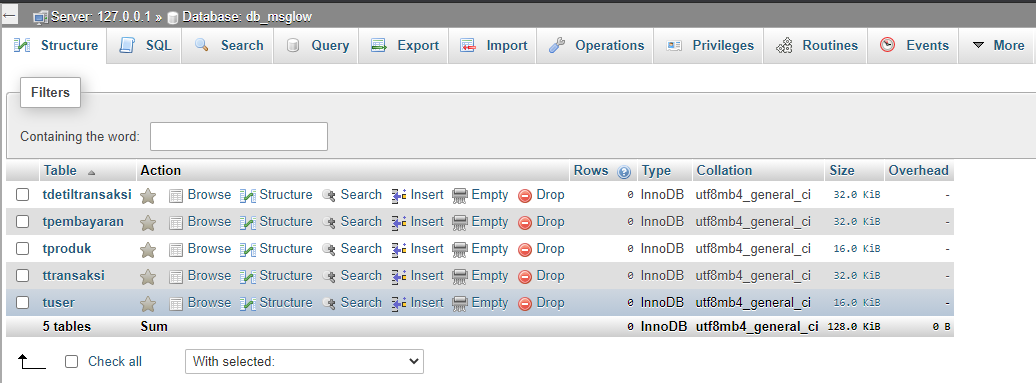 Server: 127.0.0.1 » Database: db_msglow
Structure SQL Search Query Export Import Operations Privileges Routines Events More
Filters
Containing the word:
Table Action Rows Type Collation Size Overhead
tdetiltransaksi Browse Structure Search Insert Empty Drop 0 InnoDB utf8mb4_general_ci 32.0 KiB -
tpembayaran Browse Structure Search Insert Empty Drop 0 InnoDB utf8mb4_general_ci 32.0 KiB -
tproduk Browse Structure Search Insert Empty Drop 0 InnoDB utf8mb4_general_ci 16.0 KiB -
ttransaksi Browse Structure Search Insert Empty Drop 0 InnoDB utf8mb4_general_ci 32.0 KiB -
tuser Browse Structure Search Insert Empty Drop 0 InnoDB utf8mb4_general_ci 16.0 KiB -
5 tables Sum 0 InnoDB utf8mb4_general_ci 128.0 KiB 0 B
Check all With selected: